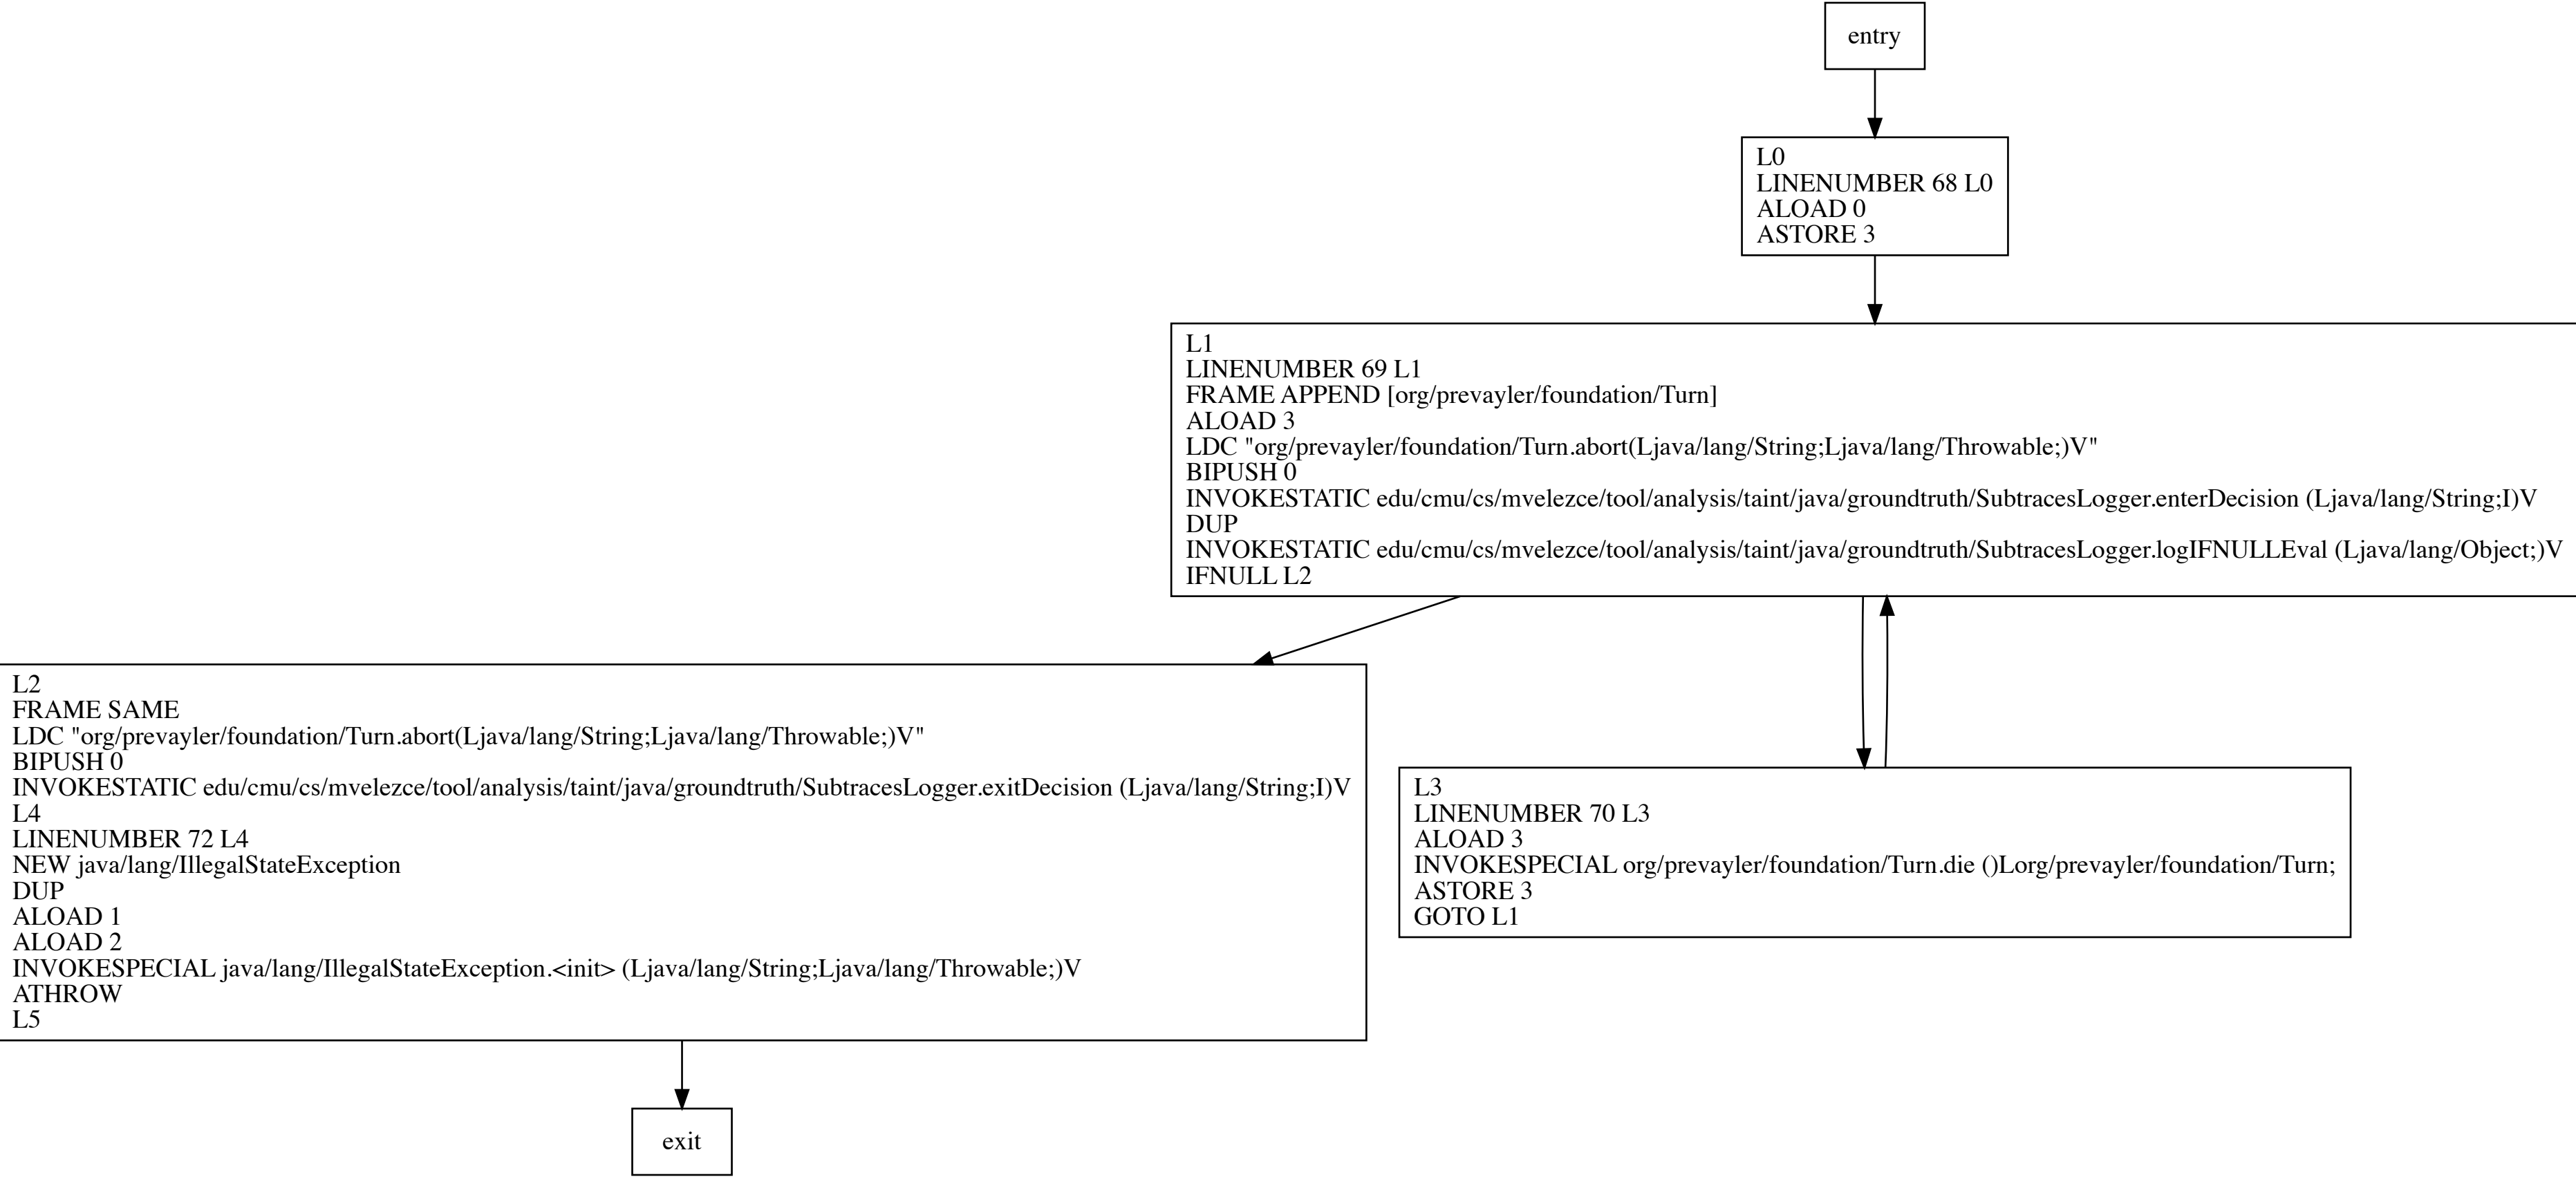 entry
L0
LINENUMBER 68 L0
ALOAD 0
ASTORE 3
L1
LINENUMBER 69 L1
FRAME APPEND [org/prevayler/foundation/Turn]
ALOAD 3
LDC "org/prevayler/foundation/Turn.abort(Ljava/lang/String;Ljava/lang/Throwable;)V"
BIPUSH 0
INVOKESTATIC edu/cmu/cs/mvelezce/tool/analysis/taint/java/groundtruth/SubtracesLogger.enterDecision (Ljava/lang/String;I)V
DUP
INVOKESTATIC edu/cmu/cs/mvelezce/tool/analysis/taint/java/groundtruth/SubtracesLogger.logIFNULLEval (Ljava/lang/Object;)V
IFNULL L2
L2
FRAME SAME
LDC "org/prevayler/foundation/Turn.abort(Ljava/lang/String;Ljava/lang/Throwable;)V"
BIPUSH 0
INVOKESTATIC edu/cmu/cs/mvelezce/tool/analysis/taint/java/groundtruth/SubtracesLogger.exitDecision (Ljava/lang/String;I)V
L4
LINENUMBER 72 L4
NEW java/lang/IllegalStateException
DUP
ALOAD 1
ALOAD 2
INVOKESPECIAL java/lang/IllegalStateException.<init> (Ljava/lang/String;Ljava/lang/Throwable;)V
ATHROW
L5
L3
LINENUMBER 70 L3
ALOAD 3
INVOKESPECIAL org/prevayler/foundation/Turn.die ()Lorg/prevayler/foundation/Turn;
ASTORE 3
GOTO L1
exit